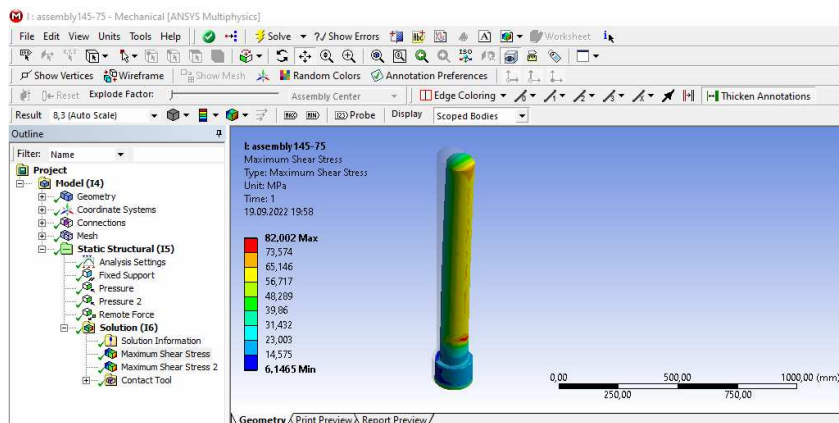 I : assembly145-75 - Mechanical [ANSYS Multiphysics]
File Edit View Units Tools Help Solve ?/ Show Errors A Worksheet i
ISO
Show Vertices Wireframe Show Mesh Random Colors Annotation Preferences
Reset Explode Factor: Assembly Center Edge Coloring Thicken Annotations
Result 8,3 (Auto Scale) MAX MIN Probe Display Scoped Bodies
Outline
Filter: Name
Project
Model (I4)
Geometry
Coordinate Systems
Connections
Mesh
Static Structural (I5)
Analysis Settings
Fixed Support
Pressure
Pressure 2
Remote Force
Solution (I6)
Solution Information
Maximum Shear Stress
Maximum Shear Stress 2
Contact Tool
I: assembly145-75
Maximum Shear Stress
Type: Maximum Shear Stress
Unit: MPa
Time: 1
19.09.2022 19:58
82,002 Max
73,574
65,146
56,717
48,289
39,86
31,432
23,003
14,575
6,1465 Min
0,00 500,00 1000,00 (mm)
250,00 750,00
Geometry Print Preview Report Preview